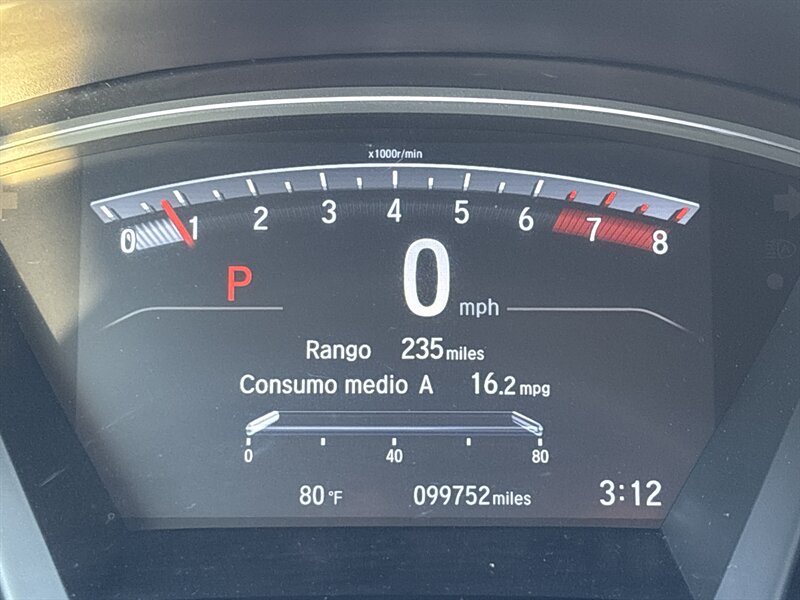 x1000r/min
0 1 2 3 4 5 6 7 8
P 0 mph
Rango 235 miles
Consumo medio A 16.2 mpg
0 40 80
80 °F 099752 miles 3:12